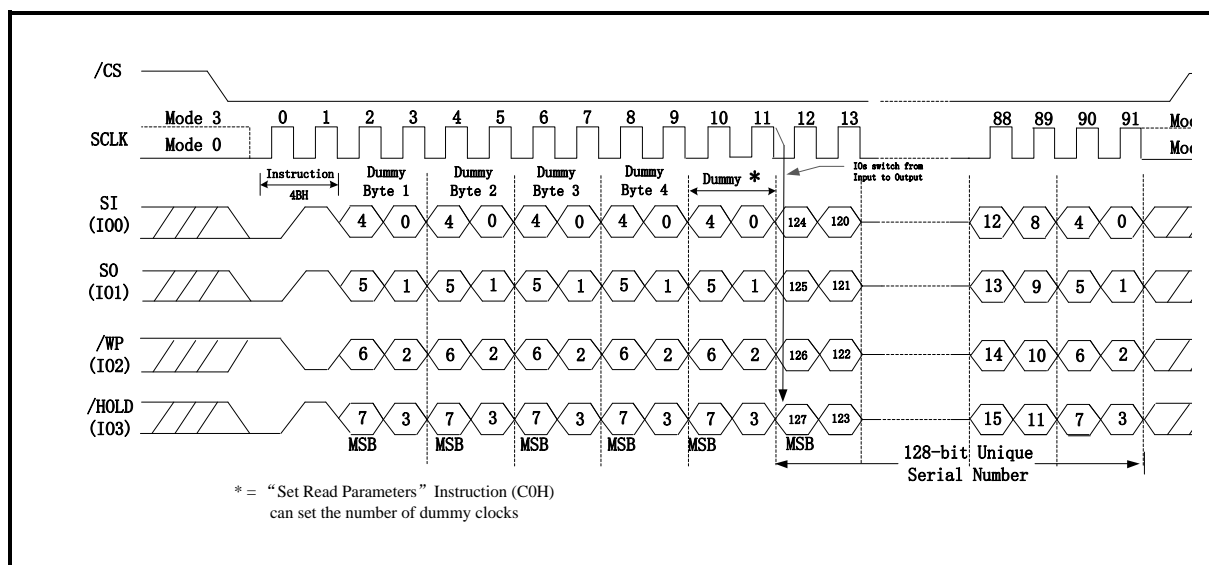 /CS
Mode 3 0 1 2 3 4 5 6 7 8 9 10 11 12 13 88 89 90 91 Mod
SCLK
Mode 0 Mod
Instruction
4BH
Dummy
Byte 1
Dummy
Byte 2
Dummy
Byte 3
Dummy
Byte 4
Dummy *
IOs switch from
Input to Output
SI
(IO0)
4 0 4 0 4 0 4 0 4 0 124 120 12 8 4 0
SO
(IO1)
5 1 5 1 5 1 5 1 5 1 125 121 13 9 5 1
/WP
(IO2)
6 2 6 2 6 2 6 2 6 2 126 122 14 10 6 2
/HOLD
(IO3)
7 3 7 3 7 3 7 3 7 3 127 123 15 11 7 3
MSB MSB MSB MSB MSB MSB
128-bit Unique
Serial Number
* = “Set Read Parameters” Instruction (C0H)
can set the number of dummy clocks